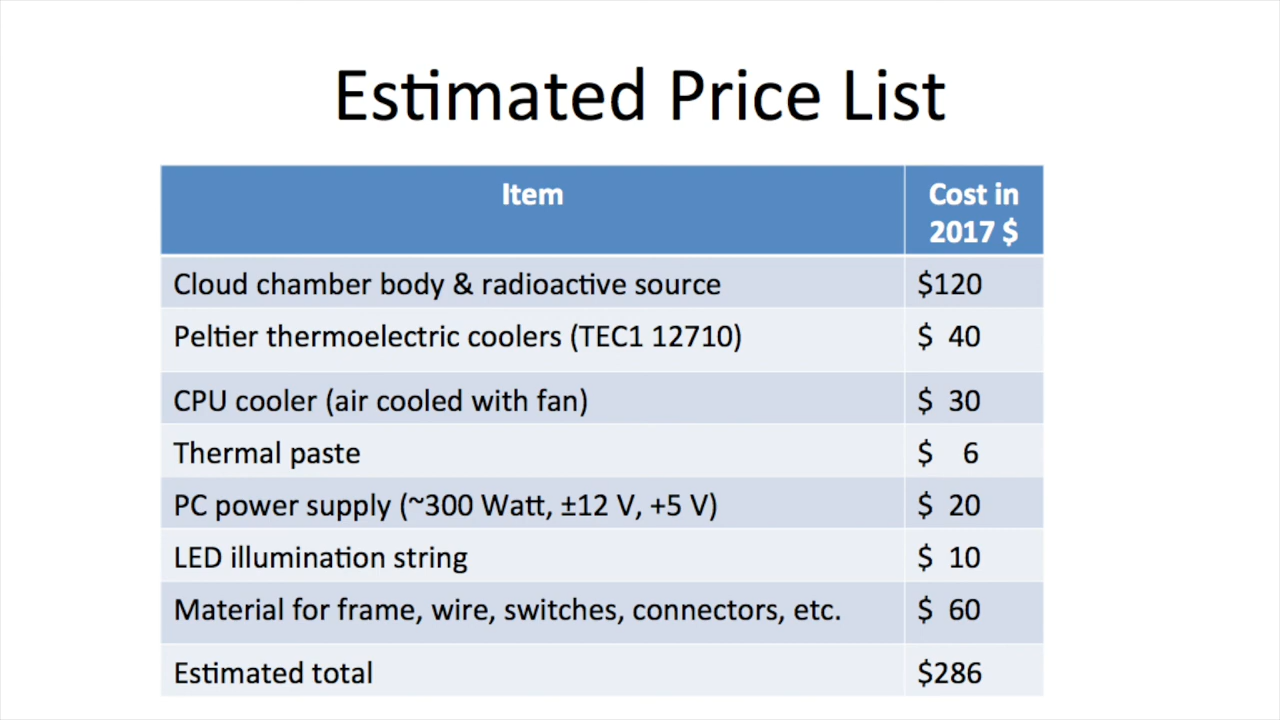 Estimated Price List
Item
Cost in
2017 $
Cloud chamber body & radioactive source $120
Peltier thermoelectric coolers (TEC1 12710) $ 40
CPU cooler (air cooled with fan) $ 30
Thermal paste $ 6
PC power supply (~300 Watt, ±12 V, +5 V) $ 20
LED illumination string $ 10
Material for frame, wire, switches, connectors, etc. $ 60
Estimated total $286